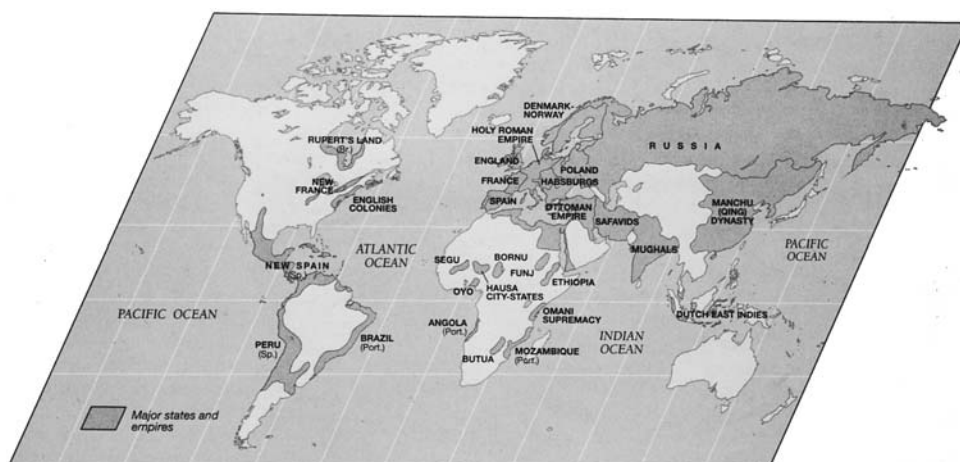 DENMARK-
NORWAY
HOLY ROMAN
EMPIRE
RUPERT'S LAND
(Br.)
RUSSIA
ENGLAND
POLAND
NEW
FRANCE
FRANCE
HABSBURGS
ENGLISH
COLONIES
SPAIN
OTTOMAN
EMPIRE
SAFAVIDS
MANCHU
(QING)
DYNASTY
ATLANTIC
OCEAN
MUGHALS
PACIFIC
OCEAN
NEW SPAIN
(Sp.)
SEGU
BORNU
FUNJ
ETHIOPIA
OYO
HAUSA
CITY-STATES
PACIFIC OCEAN
ANGOLA
(Port.)
OMANI
SUPREMACY
DUTCH EAST INDIES
INDIAN
OCEAN
PERU
(Sp.)
BRAZIL
(Port.)
BUTUA
MOZAMBIQUE
(Port.)
Major states and
empires